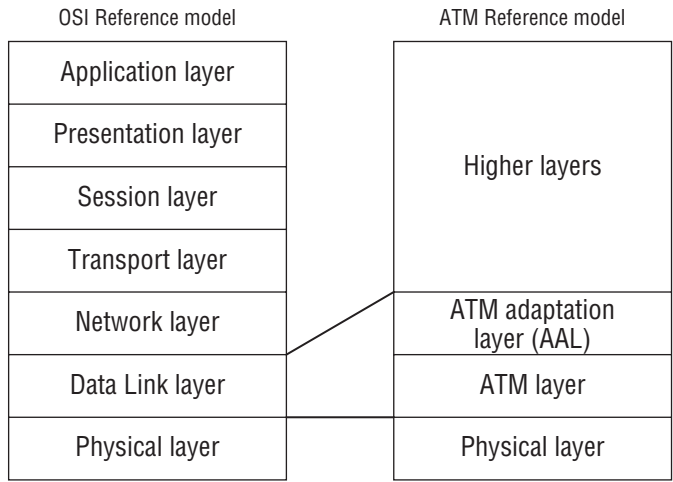 OSI Reference model
Application layer
Presentation layer
Session layer
Transport layer
Network layer
Data Link layer
Physical layer
ATM Reference model
Higher layers
ATM adaptation
layer (AAL)
ATM layer
Physical layer